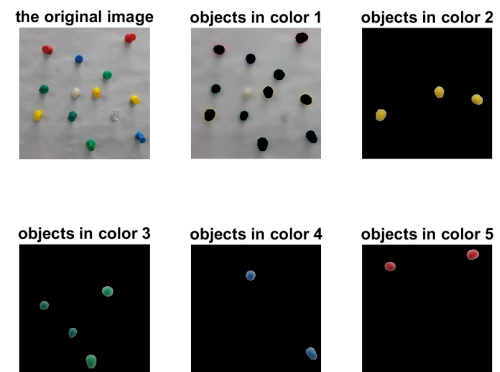 the original image
objects in color 1
objects in color 2
objects in color 3
objects in color 4
objects in color 5